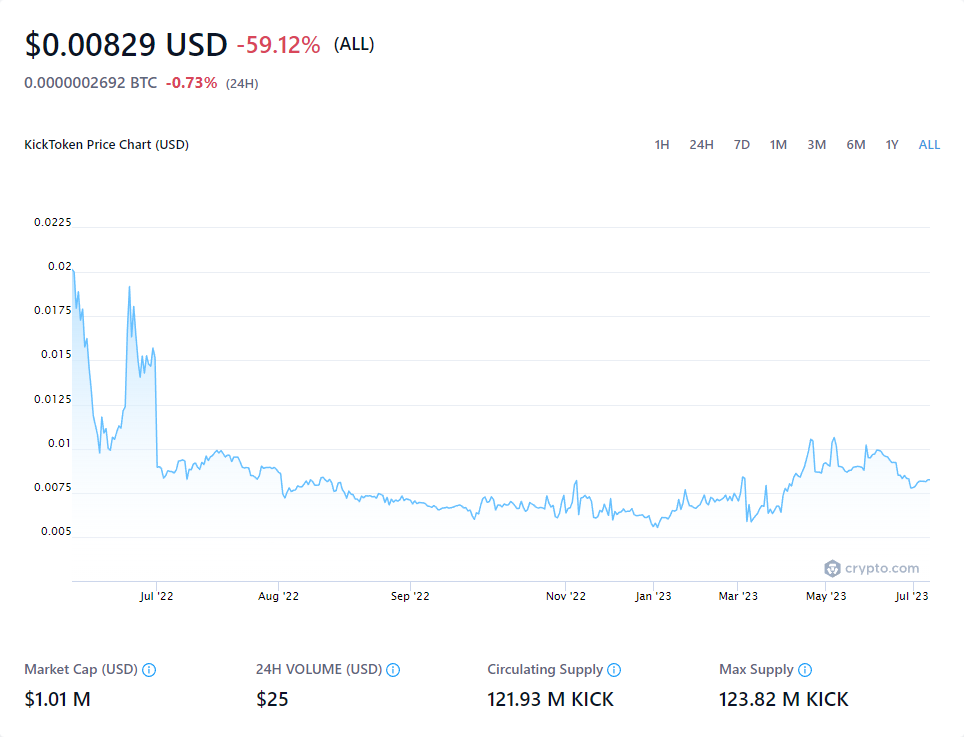 $0.00829 USD -59.12% (ALL)
0.0000002692 BTC -0.73% (24H)
KickToken Price Chart (USD) 1H 24H 7D 1M 3M 6M 1Y ALL
0.0225
0.02
0.0175
0.015
0.0125
0.01
0.0075
0.005
crypto.com
Jul '22 Aug '22 Sep '22 Nov '22 Jan '23 Mar '23 May '23 Jul '23
Market Cap (USD) 24H VOLUME (USD) Circulating Supply Max Supply
$1.01 M $25 121.93 M KICK 123.82 M KICK